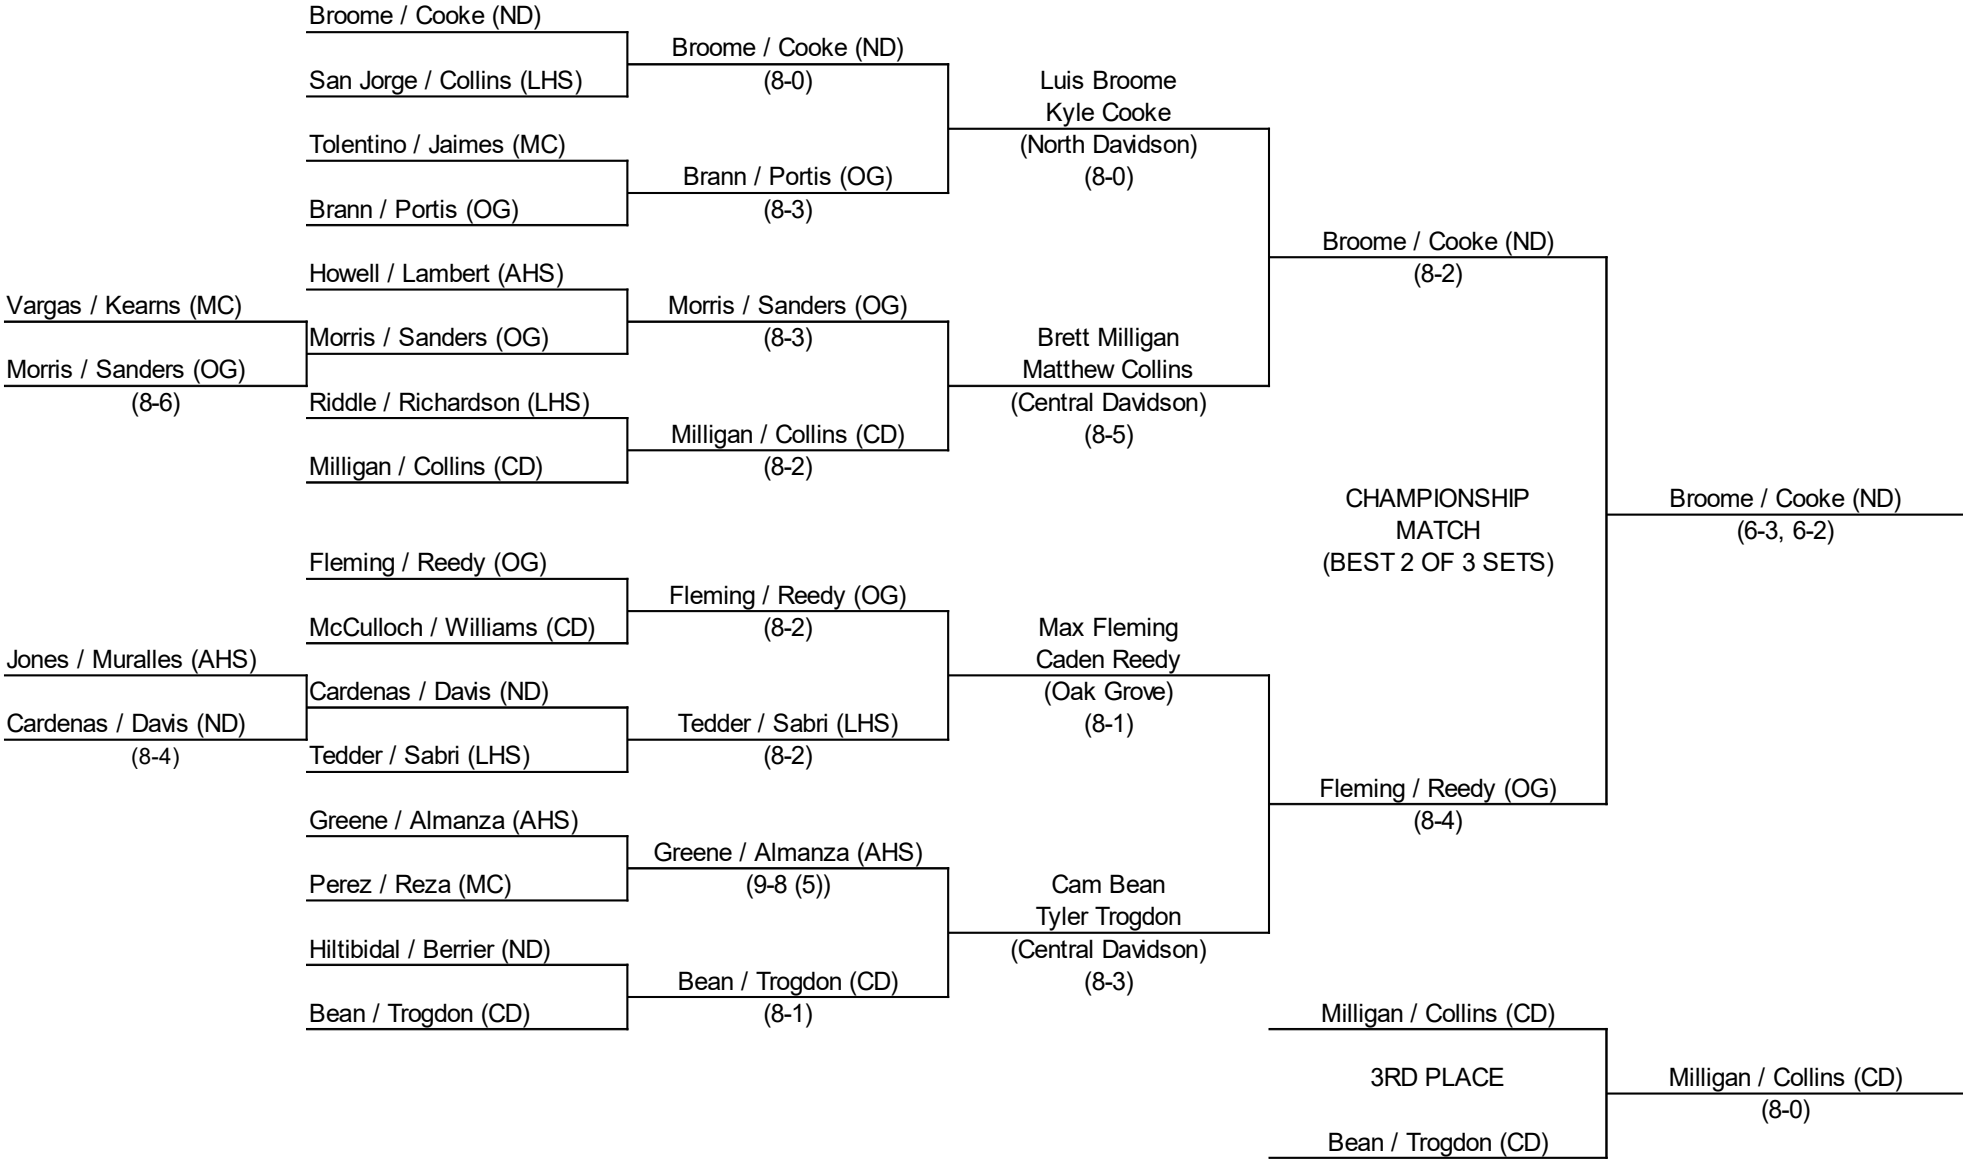 Broome / Cooke (ND)
San Jorge / Collins (LHS)
Tolentino / Jaimes (MC)
Brann / Portis (OG)
Howell / Lambert (AHS)
Vargas / Kearns (MC)
Morris / Sanders (OG)
Morris / Sanders (OG)
(8-6)
Riddle / Richardson (LHS)
Milligan / Collins (CD)
Fleming / Reedy (OG)
McCulloch / Williams (CD)
Jones / Muralles (AHS)
Cardenas / Davis (ND)
Cardenas / Davis (ND)
(8-4)
Tedder / Sabri (LHS)
Greene / Almanza (AHS)
Perez / Reza (MC)
Hiltibidal / Berrier (ND)
Bean / Trogdon (CD)
Broome / Cooke (ND)
(8-0)
Brann / Portis (OG)
(8-3)
Morris / Sanders (OG)
(8-3)
Milligan / Collins (CD)
(8-2)
Fleming / Reedy (OG)
(8-2)
Tedder / Sabri (LHS)
(8-2)
Greene / Almanza (AHS)
(9-8 (5))
Bean / Trogdon (CD)
(8-1)
Luis Broome
Kyle Cooke
(North Davidson)
(8-0)
Brett Milligan
Matthew Collins
(Central Davidson)
(8-5)
Max Fleming
Caden Reedy
(Oak Grove)
(8-1)
Cam Bean
Tyler Trogdon
(Central Davidson)
(8-3)
Broome / Cooke (ND)
(8-2)
CHAMPIONSHIP
MATCH
(BEST 2 OF 3 SETS)
Fleming / Reedy (OG)
(8-4)
Broome / Cooke (ND)
(6-3, 6-2)
Milligan / Collins (CD)
3RD PLACE
Bean / Trogdon (CD)
Milligan / Collins (CD)
(8-0)